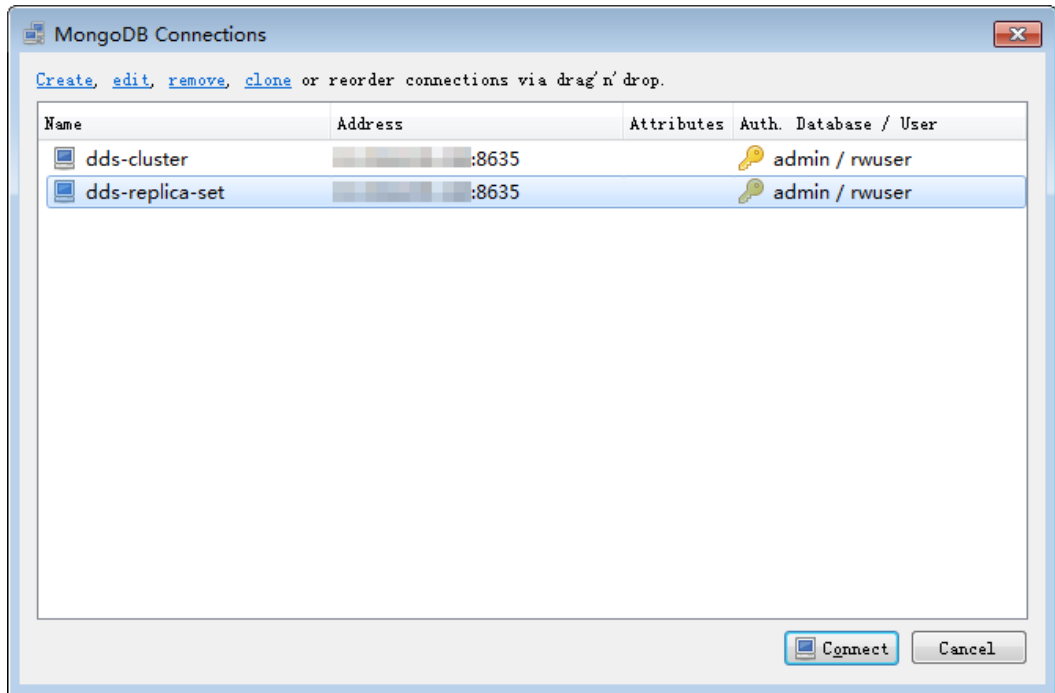 MongoDB Connections
Create, edit, remove, clone or reorder connections via drag'n'drop.
Name Address Attributes Auth. Database / User
dds-cluster :8635 admin / rwuser
dds-replica-set :8635 admin / rwuser
Connect Cancel